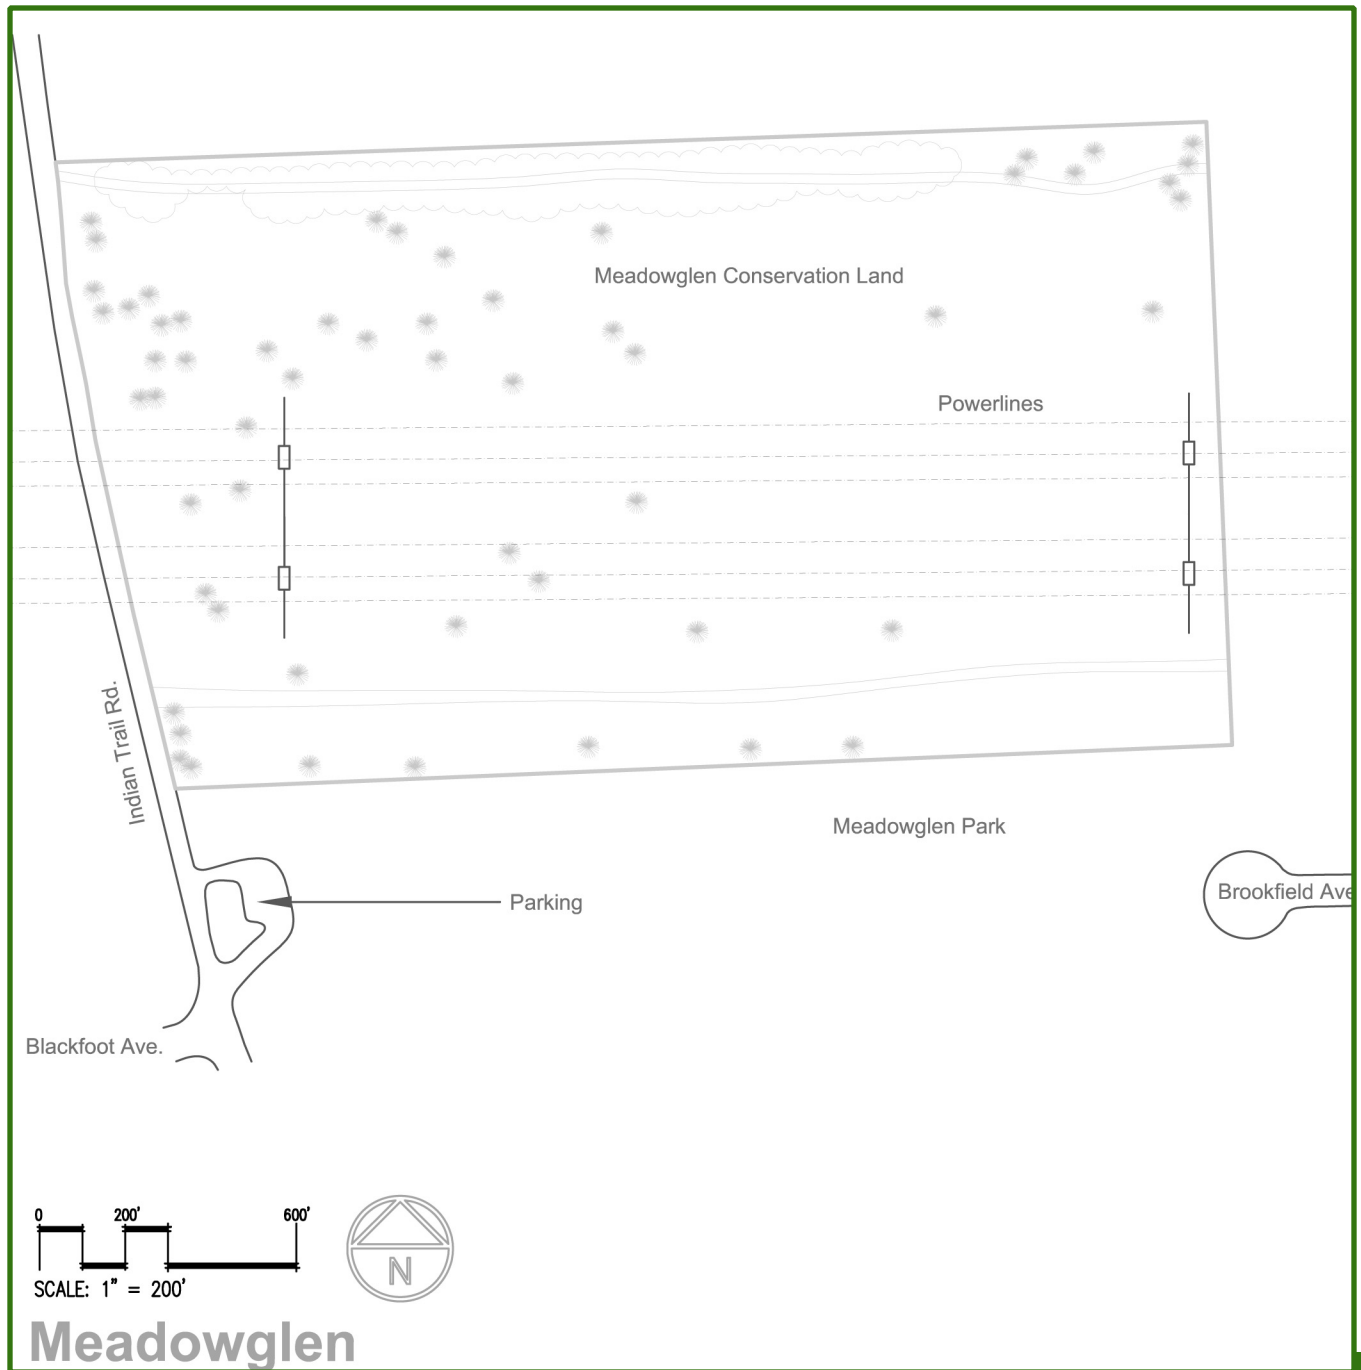 Meadowglen Conservation Land
Powerlines
Indian Trail Rd.
Meadowglen Park
Brookfield Ave
Parking
Blackfoot Ave.
0 200' 600'
SCALE: 1" = 200'
N
Meadowglen